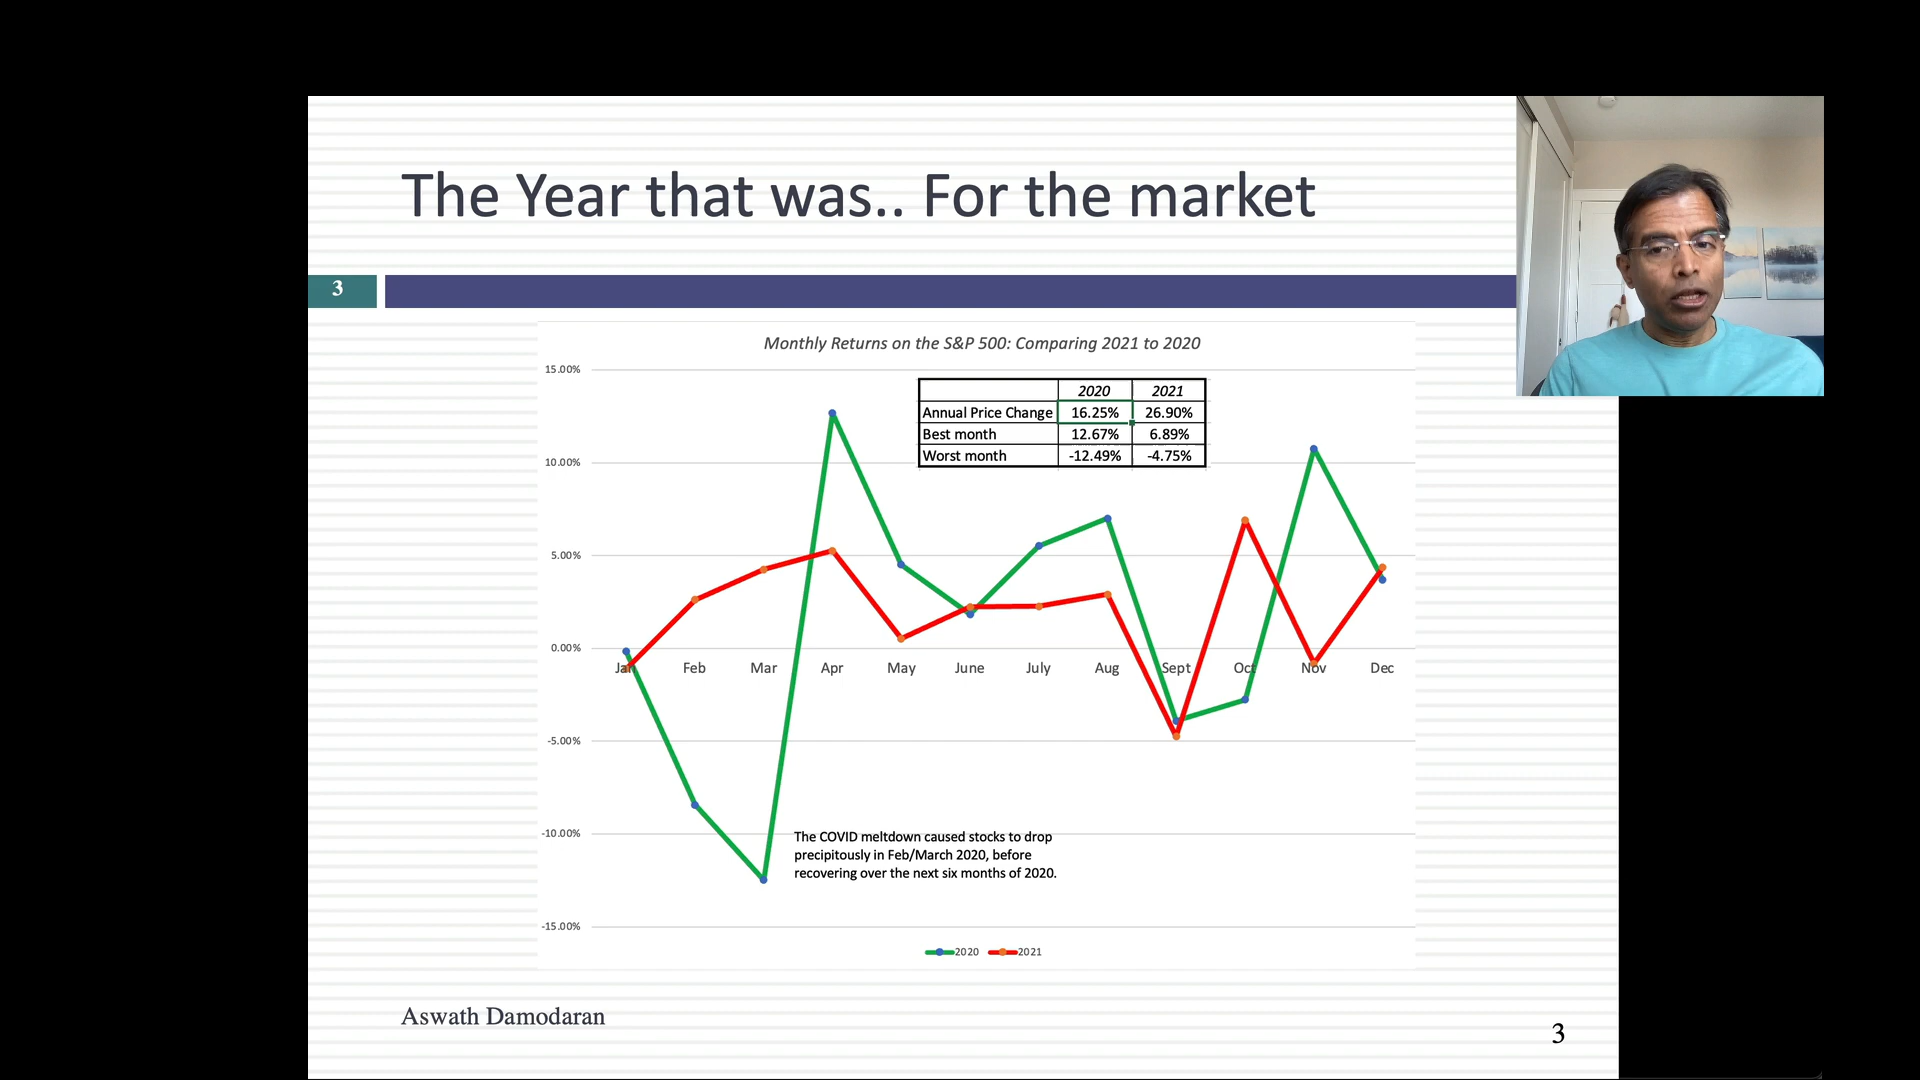 The Year that was.. For the market
3
Monthly Returns on the S&P 500: Comparing 2021 to 2020
15.00%
10.00%
5.00%
0.00%
-5.00%
-10.00%
-15.00%
2020 2021
Annual Price Change 16.25% 26.90%
Best month 12.67% 6.89%
Worst month -12.49% -4.75%
Jan Feb Mar Apr May June July Aug Sept Oct Nov Dec
The COVID meltdown caused stocks to drop
precipitously in Feb/March 2020, before
recovering over the next six months of 2020.
2020 2021
Aswath Damodaran
3